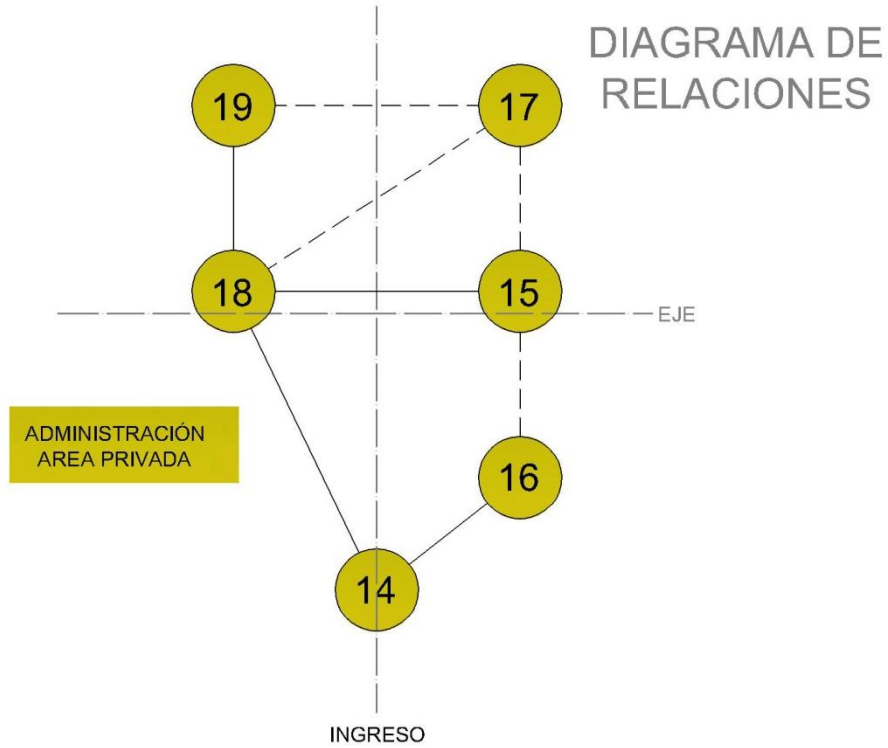 DIAGRAMA DE
RELACIONES
19
17
18
15
EJE
ADMINISTRACIÓN
AREA PRIVADA
16
14
INGRESO